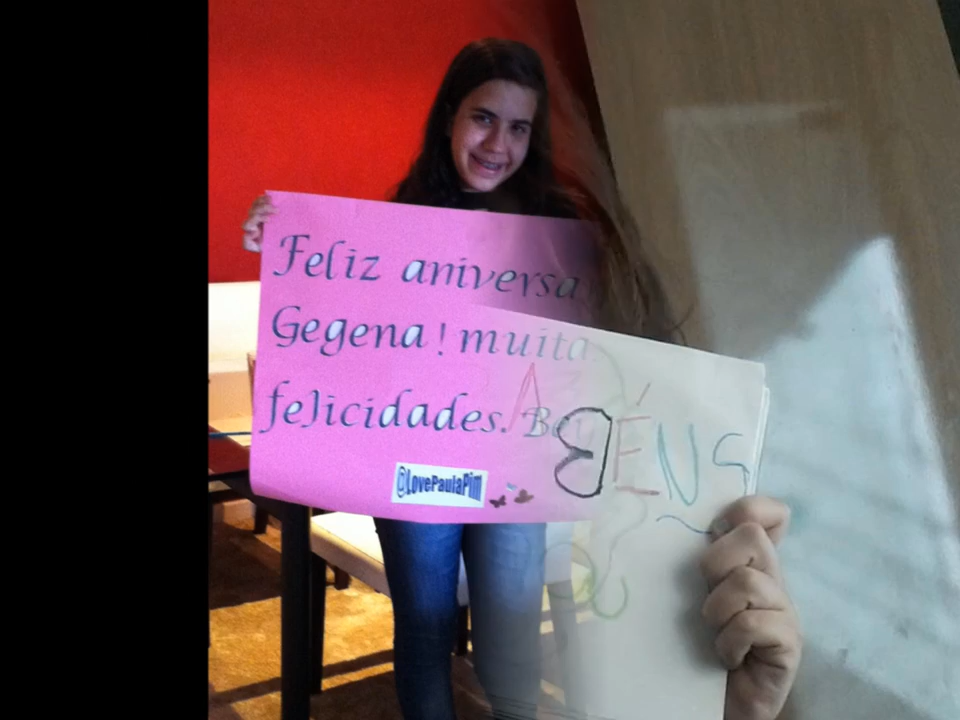 Feliz aniversa
Gegena! muita
felicidades.
A BÉNS
@LovePaulaPim